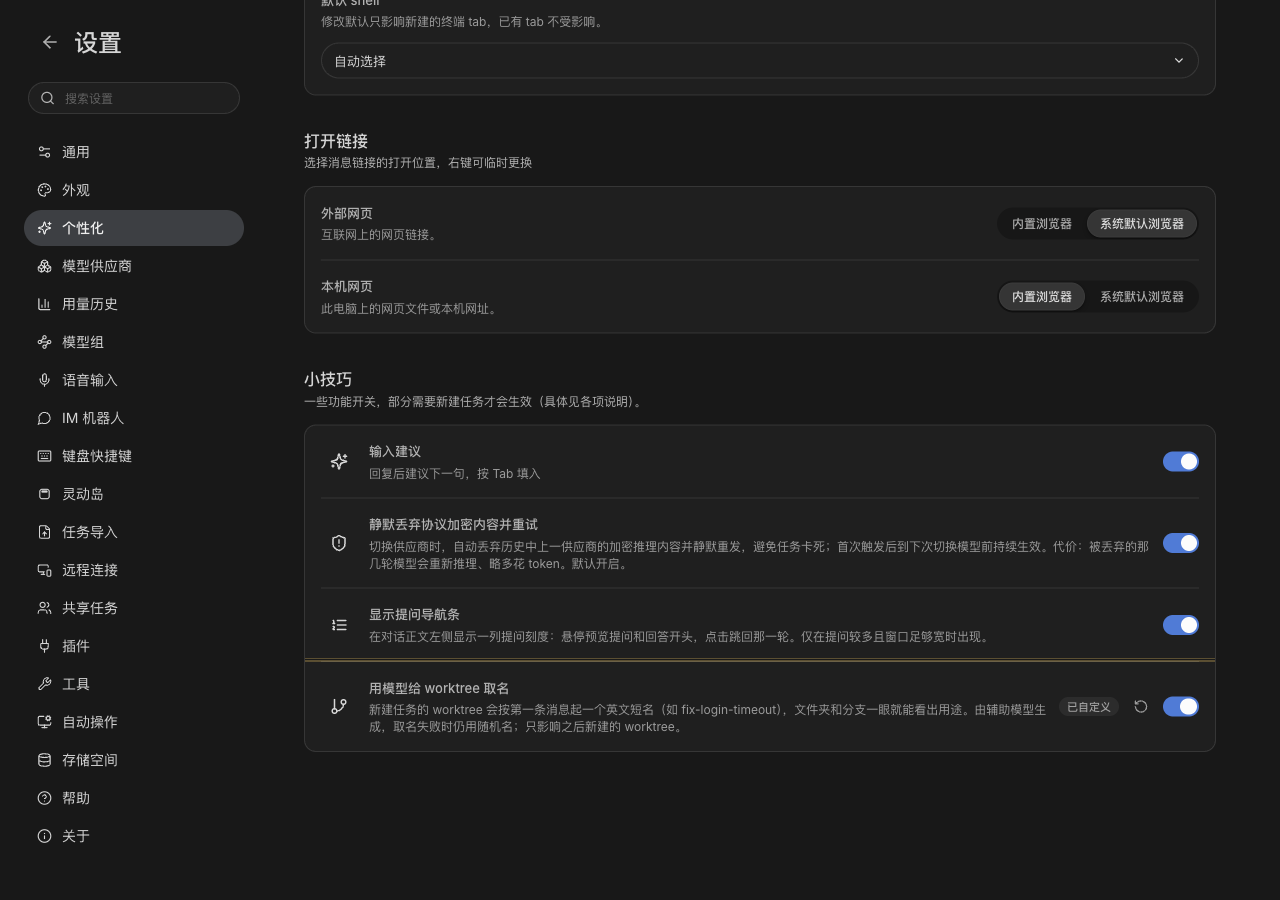 设置
搜索设置
通用
外观
个性化
模型供应商
用量历史
模型组
语音输入
IM 机器人
键盘快捷键
灵动岛
任务导入
远程连接
共享任务
插件
工具
自动操作
存储空间
帮助
关于
默认 shell
修改默认只影响新建的终端 tab，已有 tab 不受影响。
自动选择
打开链接
选择消息链接的打开位置，右键可临时更换
外部网页
互联网上的网页链接。
内置浏览器
系统默认浏览器
本机网页
此电脑上的网页文件或本机网址。
内置浏览器
系统默认浏览器
小技巧
一些功能开关，部分需要新建任务才会生效（具体见各项说明）。
输入建议
回复后建议下一句，按 Tab 填入
静默丢弃协议加密内容并重试
切换供应商时，自动丢弃历史中上一供应商的加密推理内容并静默重发，避免任务卡死；首次触发后到下次切换模型前持续生效。代价：被丢弃的那
几轮模型会重新推理、略多花 token。默认开启。
显示提问导航条
在对话正文左侧显示一列提问刻度：悬停预览提问和回答开头，点击跳回那一轮。仅在提问较多且窗口足够宽时出现。
用模型给 worktree 取名
新建任务的 worktree 会按第一条消息起一个英文短名（如 fix-login-timeout），文件夹和分支一眼就能看出用途。由辅助模型生
成，取名失败时仍用随机名；只影响之后新建的 worktree。
已自定义